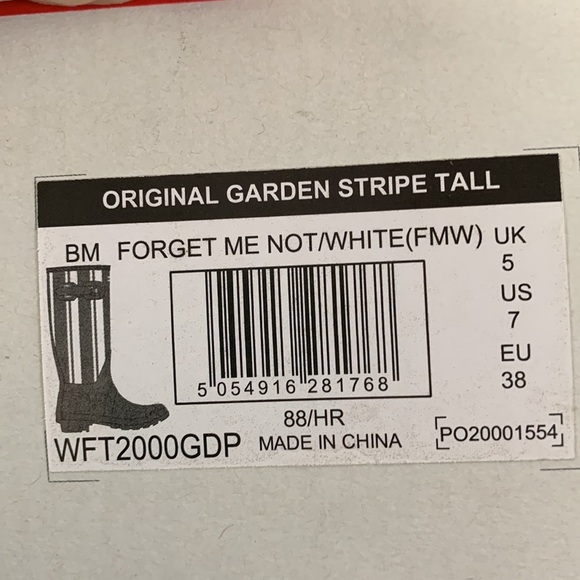 ORIGINAL GARDEN STRIPE TALL
BM FORGET ME NOT/WHITE(FMW) UK
5
US
7
EU
38
5 054916 281768
88/HR
WFT2000GDP MADE IN CHINA
PO20001554